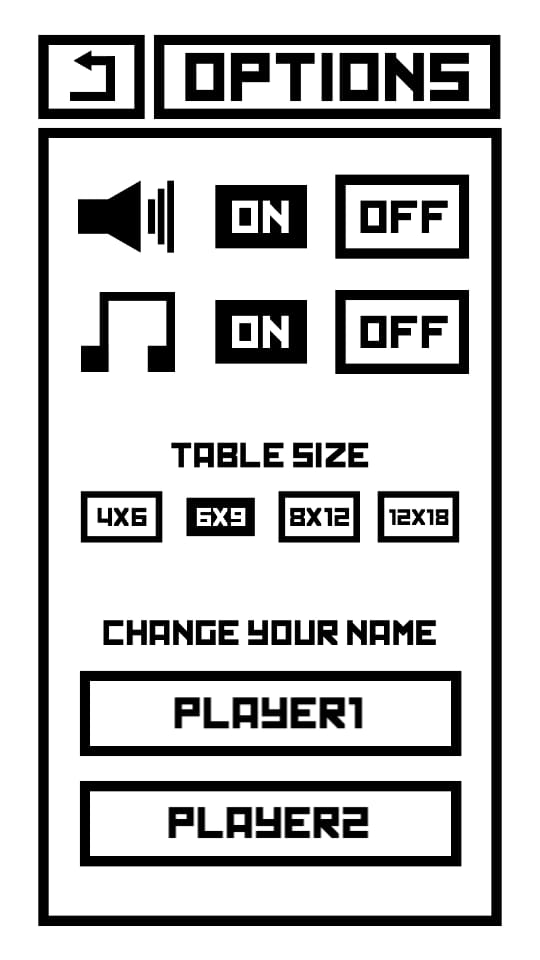 OPTIONS
ON OFF
ON OFF
TABLE SIZE
4X6 6X9 8X12 12X18
CHANGE YOUR NAME
PLAYER1
PLAYER2